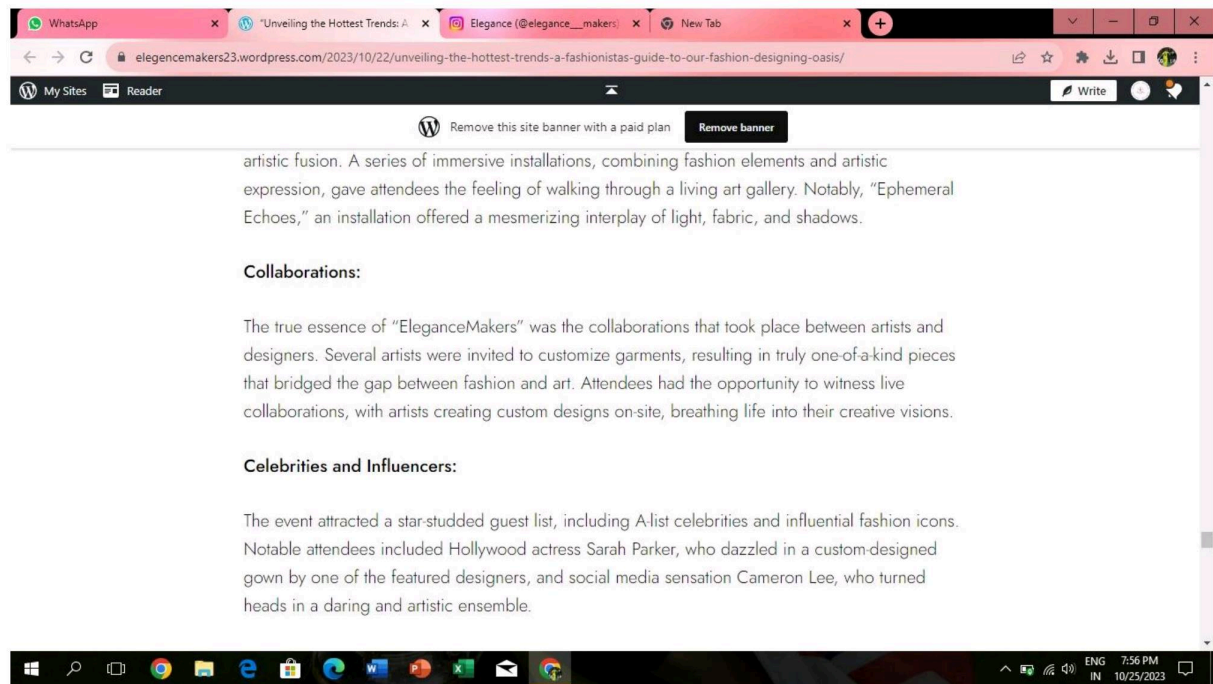 WhatsApp
"Unveiling the Hottest Trends: A
Elegance (@elegance___makers)
New Tab
elegencemakers23.wordpress.com/2023/10/22/unveiling-the-hottest-trends-a-fashionistas-guide-to-our-fashion-designing-oasis/
My Sites Reader Write
Remove this site banner with a paid plan Remove banner
artistic fusion. A series of immersive installations, combining fashion elements and artistic
expression, gave attendees the feeling of walking through a living art gallery. Notably, "Ephemeral
Echoes," an installation offered a mesmerizing interplay of light, fabric, and shadows.
Collaborations:
The true essence of "EleganceMakers" was the collaborations that took place between artists and
designers. Several artists were invited to customize garments, resulting in truly one-of-a-kind pieces
that bridged the gap between fashion and art. Attendees had the opportunity to witness live
collaborations, with artists creating custom designs on-site, breathing life into their creative visions.
Celebrities and Influencers:
The event attracted a star-studded guest list, including A-list celebrities and influential fashion icons.
Notable attendees included Hollywood actress Sarah Parker, who dazzled in a custom-designed
gown by one of the featured designers, and social media sensation Cameron Lee, who turned
heads in a daring and artistic ensemble.
ENG 7:56 PM
IN 10/25/2023